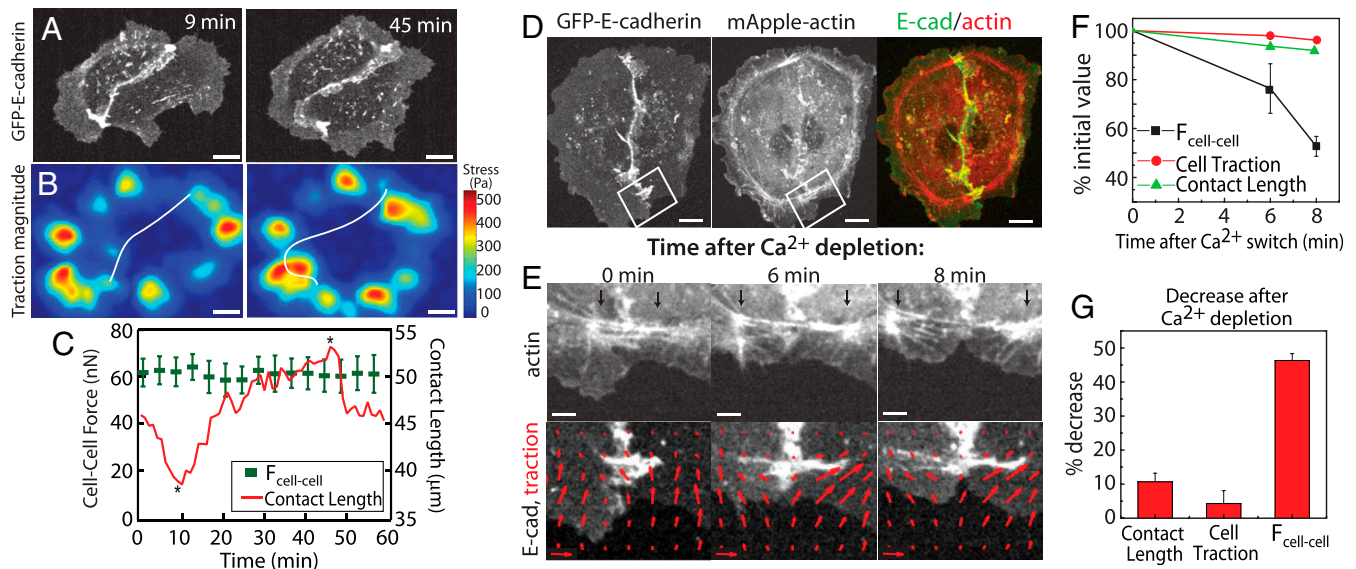 A
9 min
45 min
GFP-E-cadherin
B
Traction magnitude
Stress
(Pa)
500
400
300
200
100
0
C
80
60
40
20
0
Cell-Cell Force (nN)
55
50
45
40
35
Contact Length (μm)
*
*
F cell-cell
Contact Length
0 10 20 30 40 50 60
Time (min)
D
GFP-E-cadherin
mApple-actin
E-cad/actin
Time after Ca2+ depletion:
E
0 min
6 min
8 min
actin
E-cad, traction
F
100
80
60
40
% initial value
F cell-cell
Cell Traction
Contact Length
0 2 4 6 8
Time after Ca2+ switch (min)
G
Decrease after
Ca2+ depletion
50
40
30
20
10
0
% decrease
Contact
Length
Cell
Traction
F cell-cell